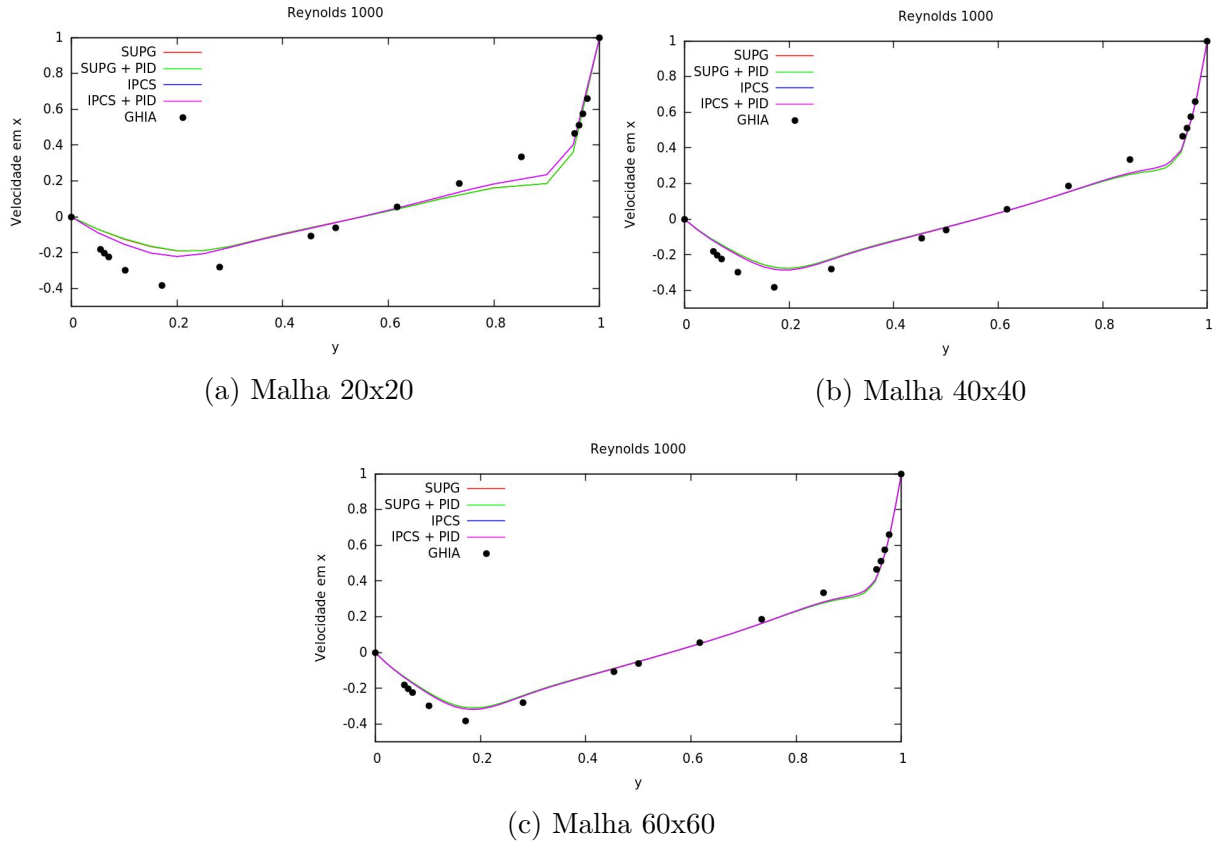 Reynolds 1000
Velocidade em x
1
0.8
0.6
0.4
0.2
0
-0.2
-0.4
SUPG
SUPG + PID
IPCS
IPCS + PID
GHIA
0 0.2 0.4 0.6 0.8 1
y
(a) Malha 20x20
Reynolds 1000
Velocidade em x
1
0.8
0.6
0.4
0.2
0
-0.2
-0.4
SUPG
SUPG + PID
IPCS
IPCS + PID
GHIA
0 0.2 0.4 0.6 0.8 1
y
(b) Malha 40x40
Reynolds 1000
Velocidade em x
1
0.8
0.6
0.4
0.2
0
-0.2
-0.4
SUPG
SUPG + PID
IPCS
IPCS + PID
GHIA
0 0.2 0.4 0.6 0.8 1
y
(c) Malha 60x60